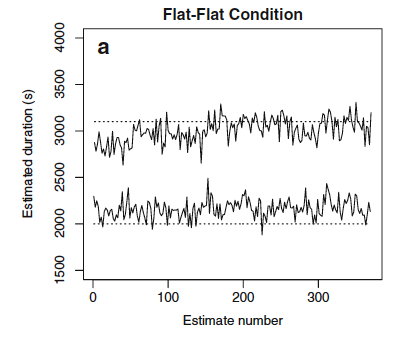 Flat-Flat Condition
a
Estimated duration (s)
4000
3500
3000
2500
2000
1500
0 100 200 300
Estimate number